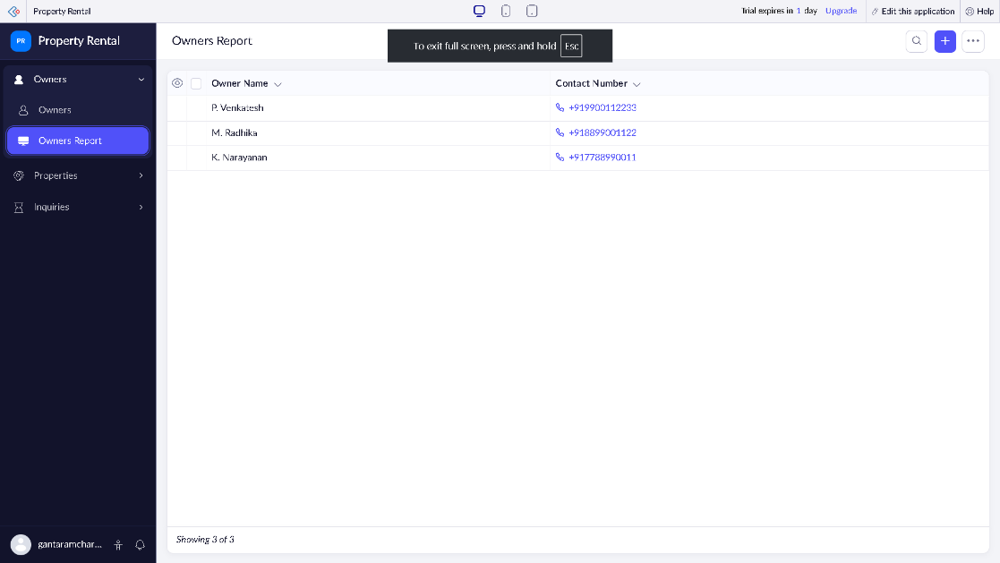 Property Rental
Trial expires in 1 day Upgrade
Edit this application
Help
PR Property Rental
Owners
Owners
Owners Report
Properties
Inquiries
gantaramchar...
Owners Report
To exit full screen, press and hold Esc
Owner Name Contact Number
P. Venkatesh +919900112233
M. Radhika +918899001122
K. Narayanan +917788990011
Showing 3 of 3